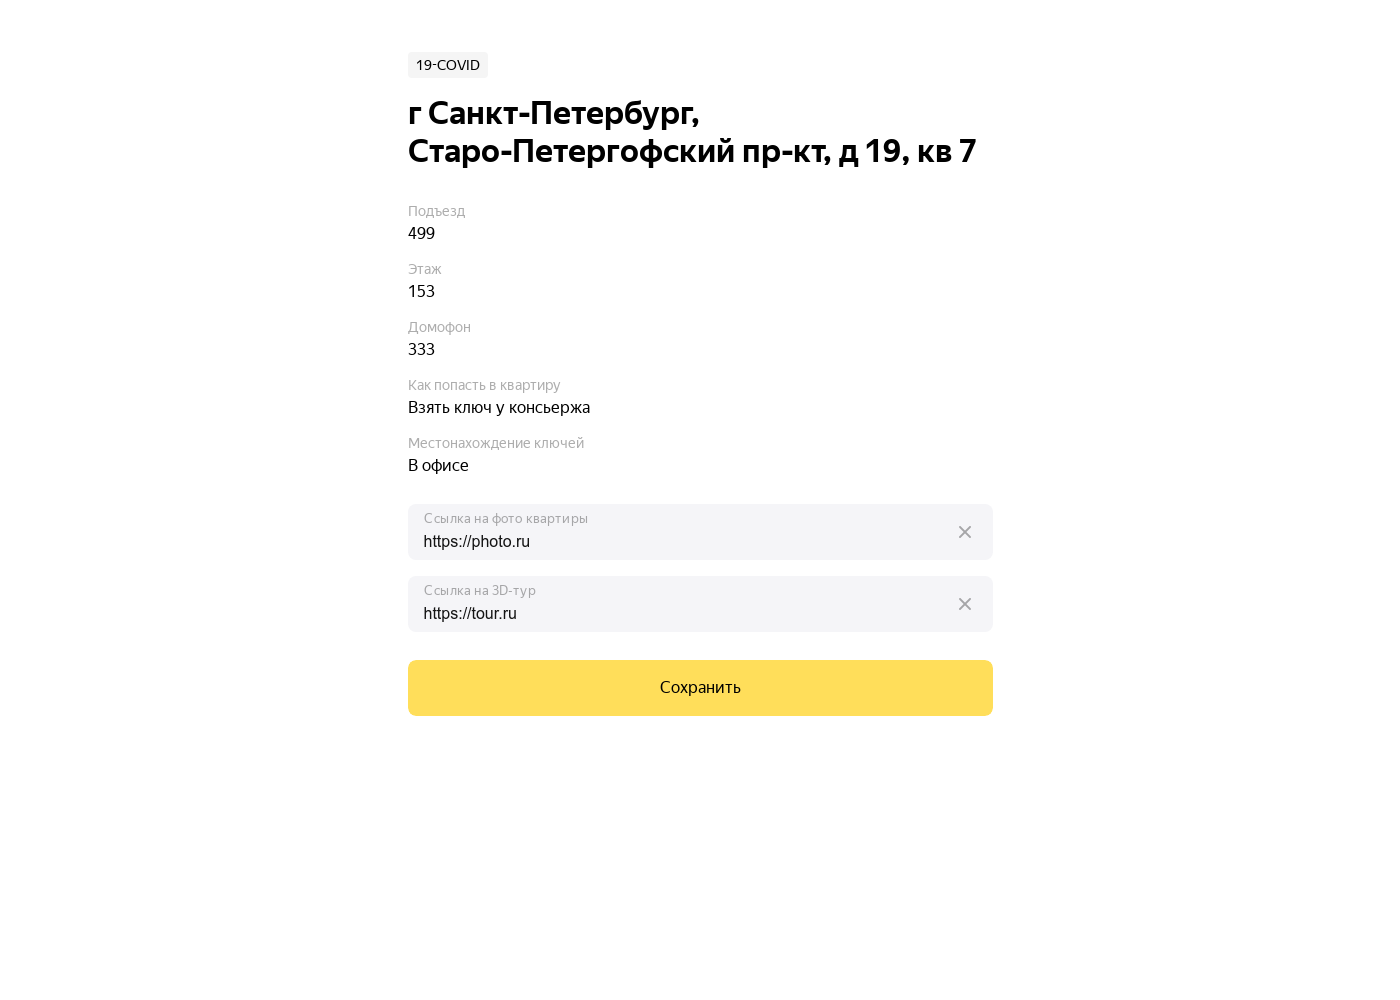 19-COVID
г Санкт-Петербург,
Старо-Петергофский пр-кт, д 19, кв 7
Подъезд
499
Этаж
153
Домофон
333
Как попасть в квартиру
Взять ключ у консьержа
Местонахождение ключей
В офисе
Ссылка на фото квартиры
https://photo.ru
Ссылка на 3D-тур
https://tour.ru
Сохранить